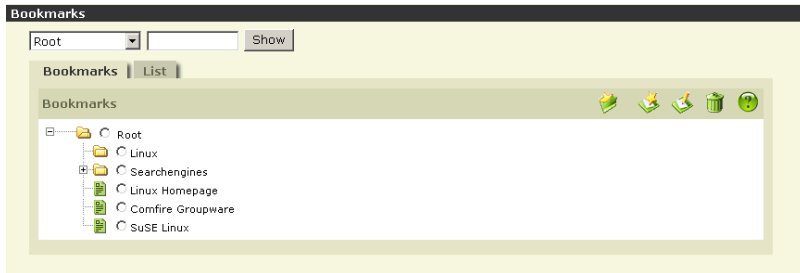 Bookmarks
Root Show
Bookmarks List
Bookmarks
Root
Linux
Searchengines
Linux Homepage
Comfire Groupware
SuSE Linux